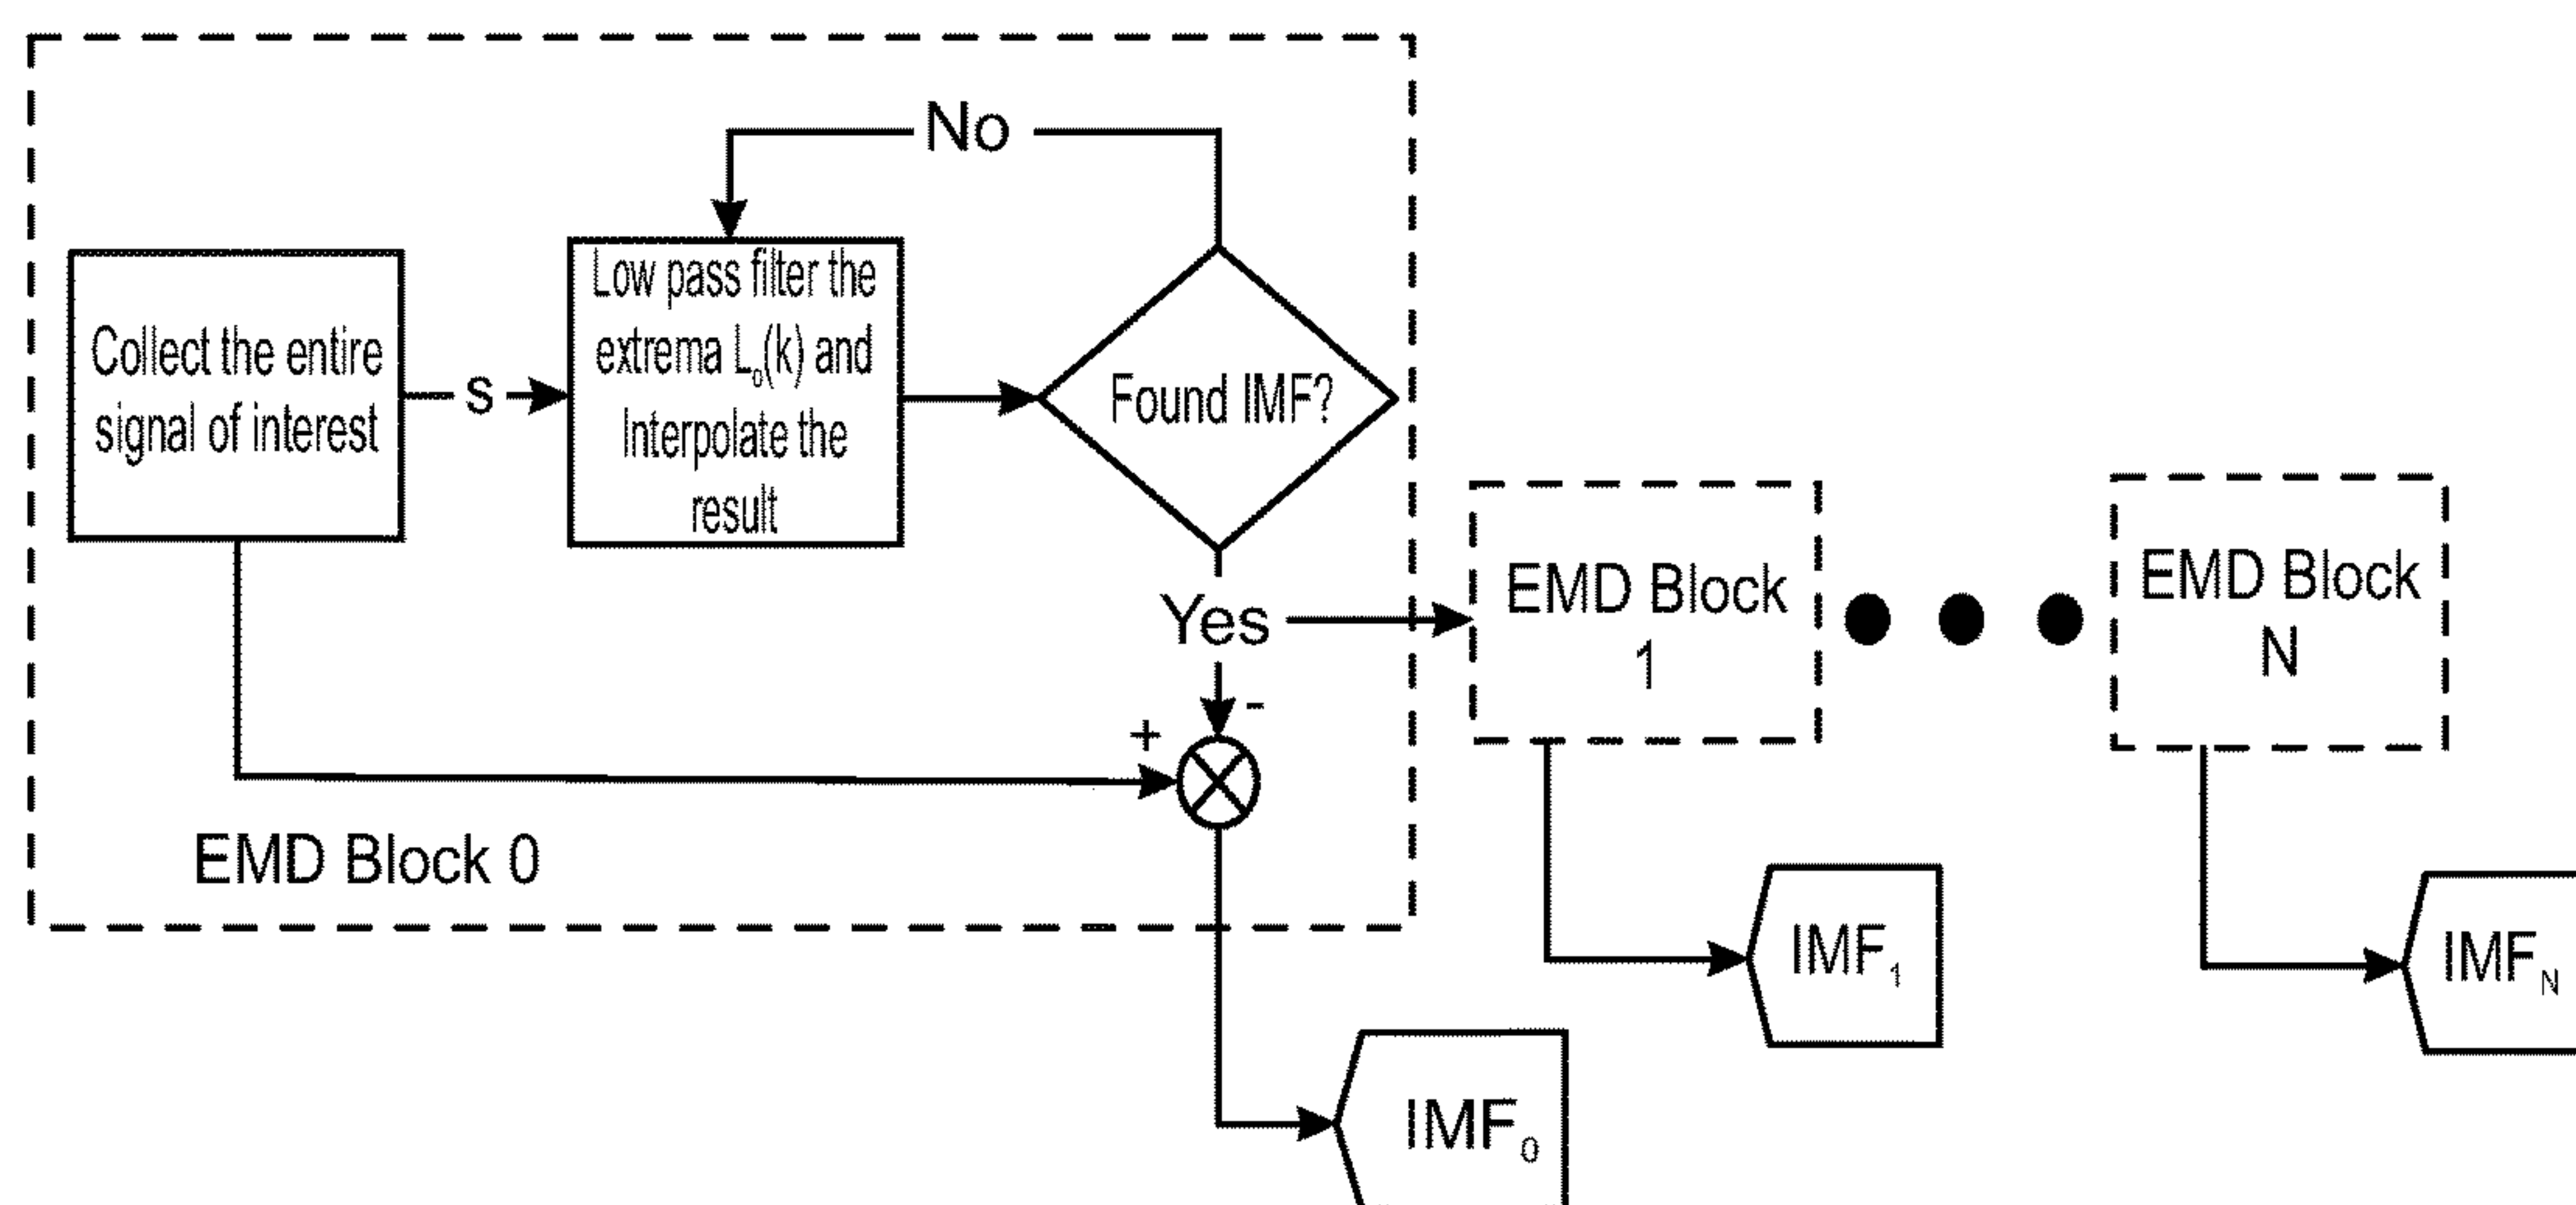 No
Collect the entire
signal of interest
s
Low pass filter the
extrema L₀(k) and
Interpolate the
result
Found IMF?
Yes
-
+
EMD Block 0
EMD Block
1
EMD Block
N
IMF₀
IMF₁
IMF_N